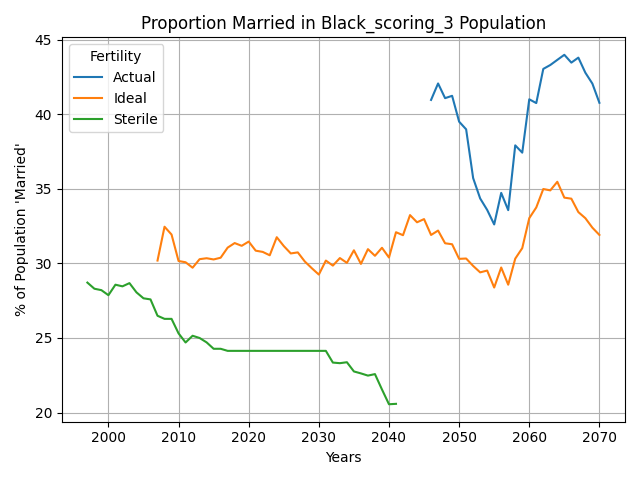 Proportion Married in Black_scoring_3 Population
% of Population 'Married'
45
40
35
30
25
20
Fertility
Actual
Ideal
Sterile
2000 2010 2020 2030 2040 2050 2060 2070
Years